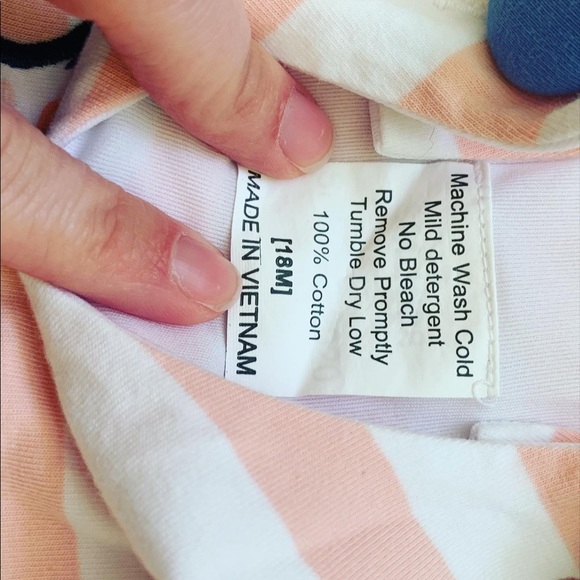 Machine Wash Cold
Mild detergent
No Bleach
Remove Promptly
Tumble Dry Low
100% Cotton
[18M]
MADE IN VIETNAM